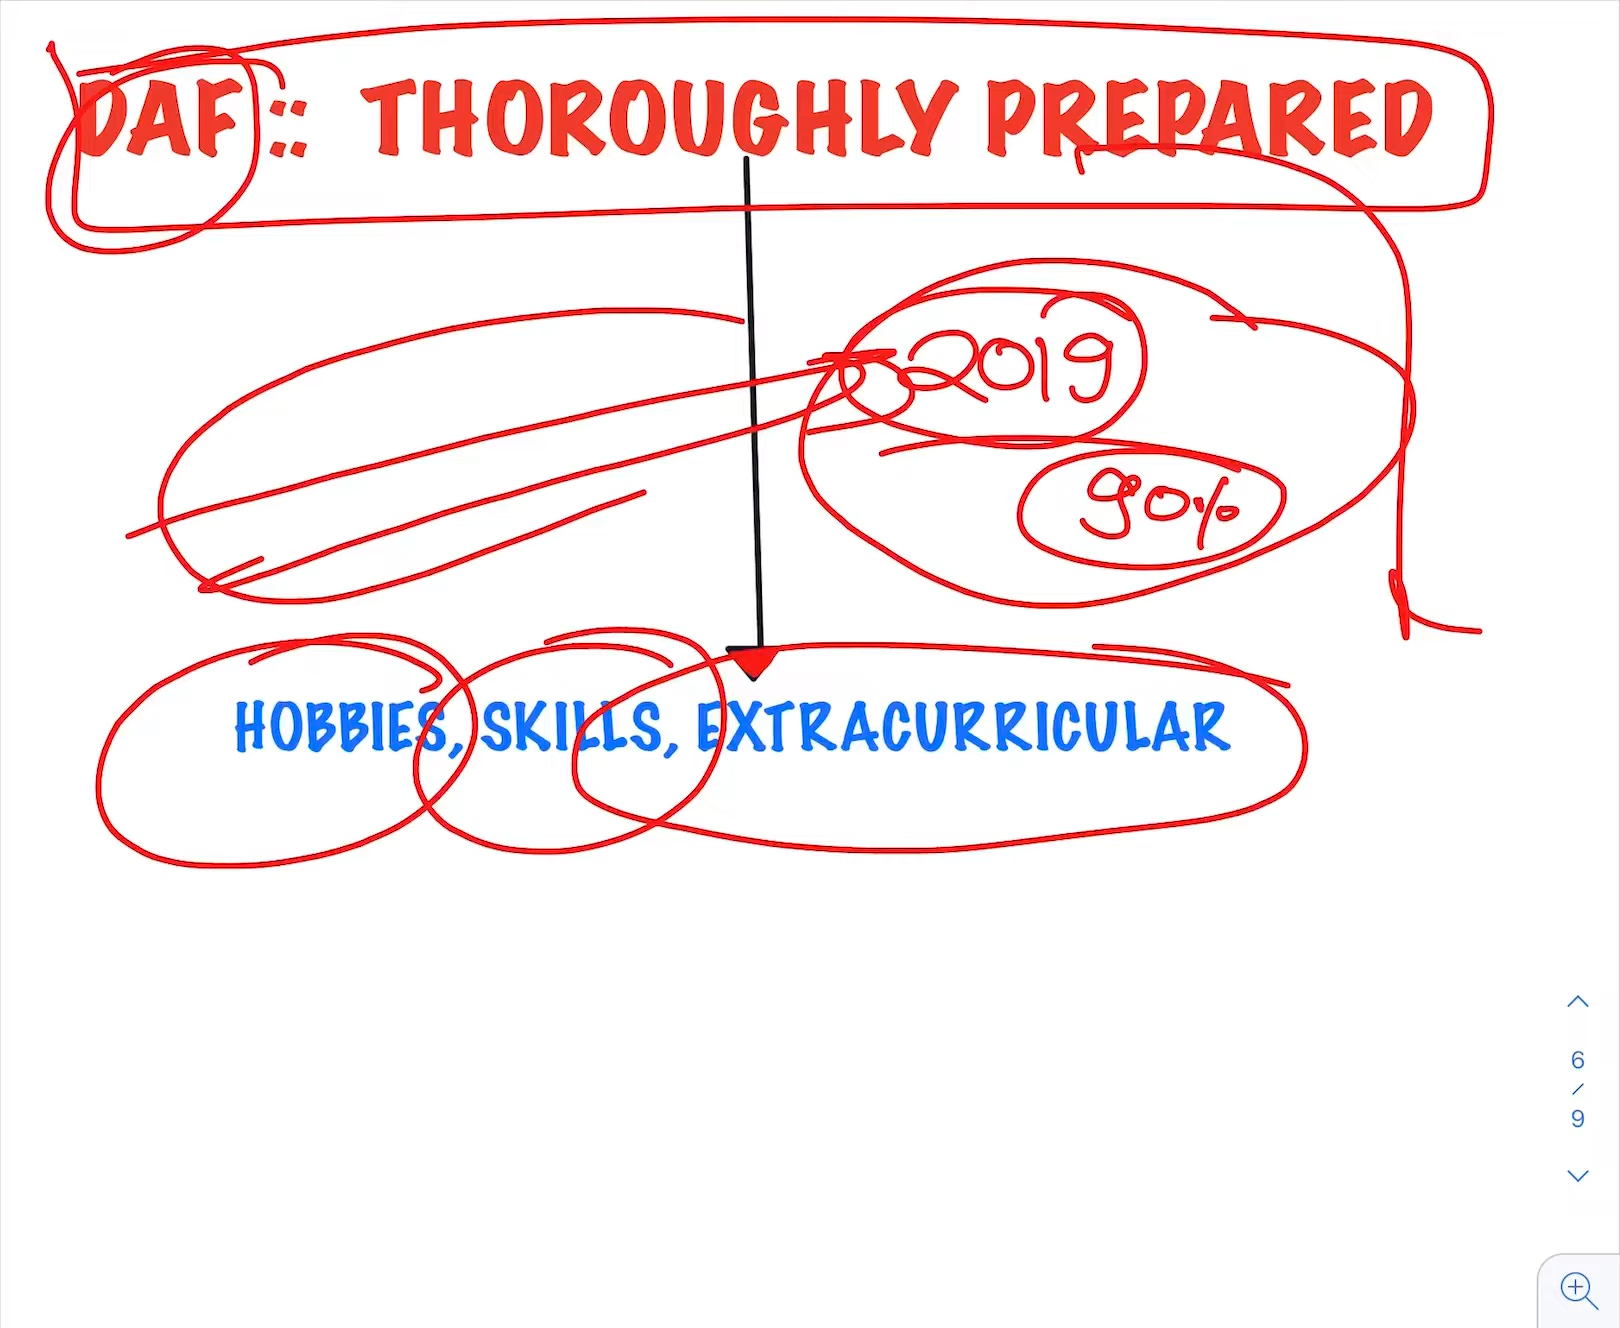 DAF :: THOROUGHLY PREPARED
2019
90%
HOBBIES, SKILLS, EXTRACURRICULAR
6
/
9